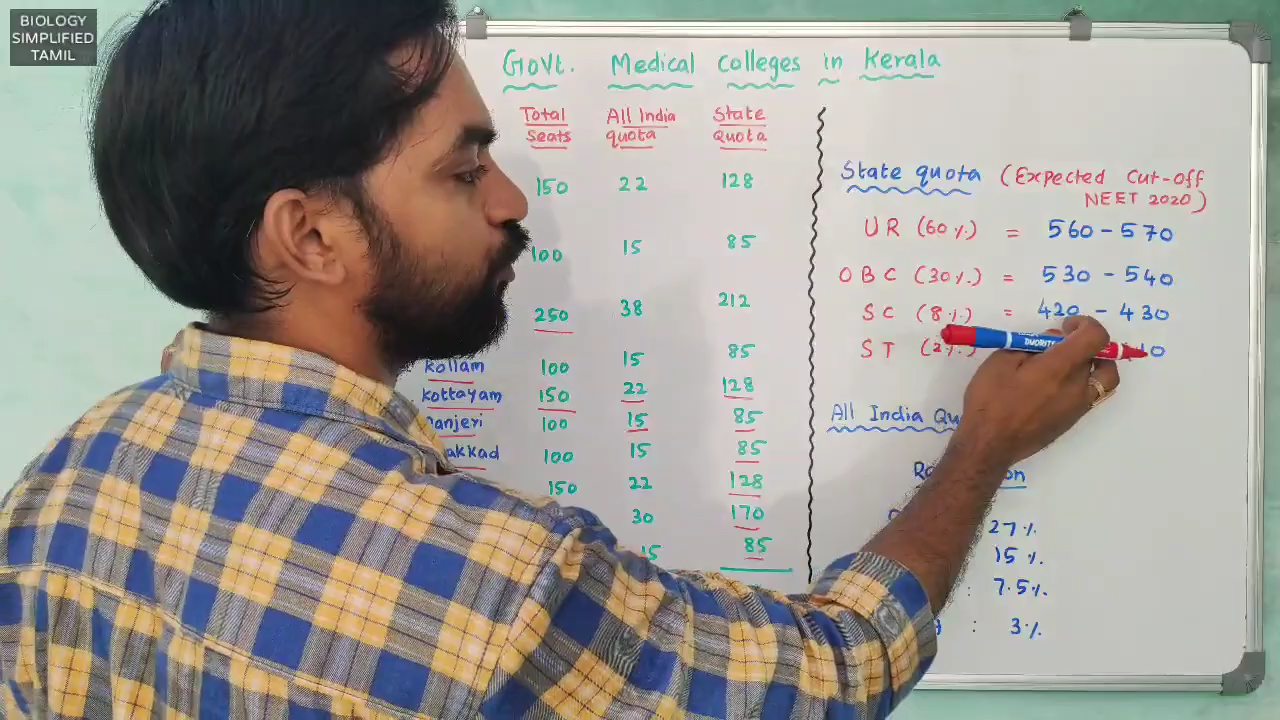 BIOLOGY
SIMPLIFIED
TAMIL
Govt. Medical colleges in Kerala
Total Seats All India quota State Quota
150 22 128
100 15 85
250 38 212
Kollam 100 15 85
Kottayam 150 22 128
100 15 85
100 15 85
150 22 128
30 170
15 85
State quota (Expected Cut-off
NEET 2020)
UR (60%) = 560 - 570
OBC (30%) = 530 - 540
SC (8%) = 420 - 430
ST (2%)
All India
27%
15%
: 7.5%
: 3%